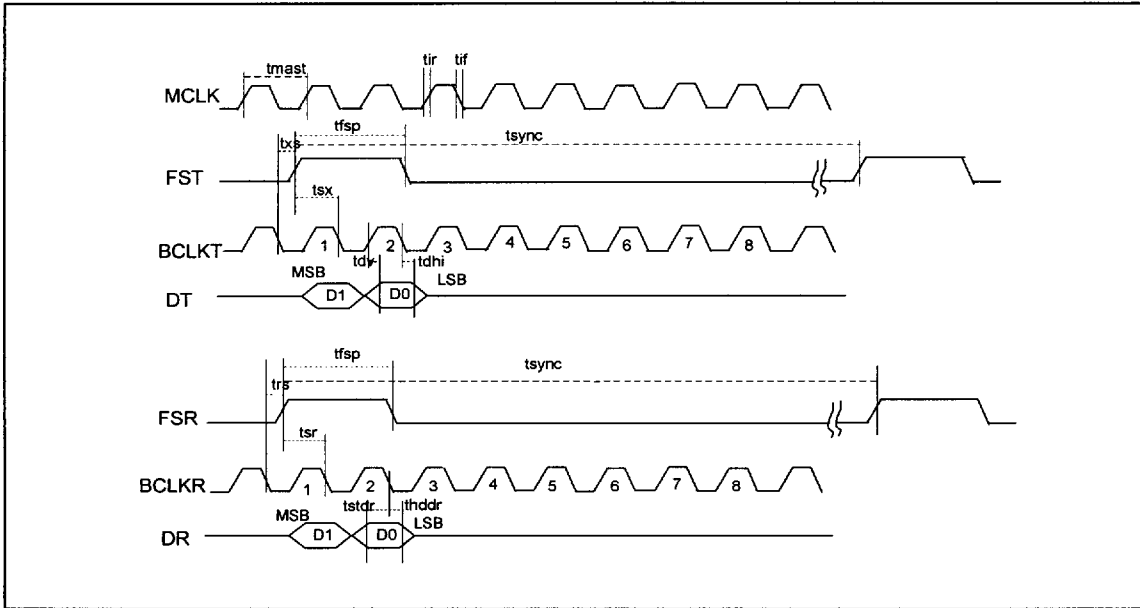 tmast tir tif
MCLK
tfsp
txs tsync
FST
tsx
BCLKT 1 2 3 4 5 6 7 8
tdv tdhi
MSB LSB
DT D1 D0
tfsp
tsync
trs
FSR
tsr
BCLKR 1 2 3 4 5 6 7 8
tstdr thddr
MSB LSB
DR D1 D0